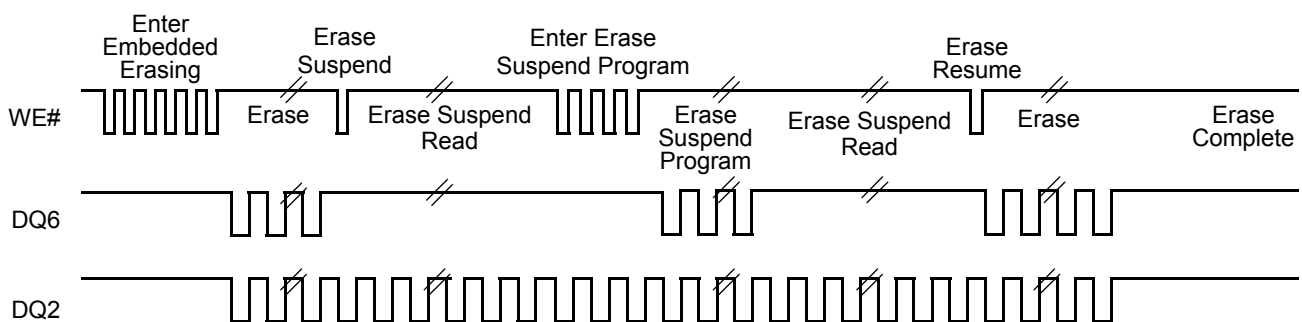 Enter
Embedded
Erasing
Erase
Suspend
Enter Erase
Suspend Program
Erase
Resume
WE#
Erase
Erase Suspend
Read
Erase
Suspend
Program
Erase Suspend
Read
Erase
Erase
Complete
DQ6
DQ2